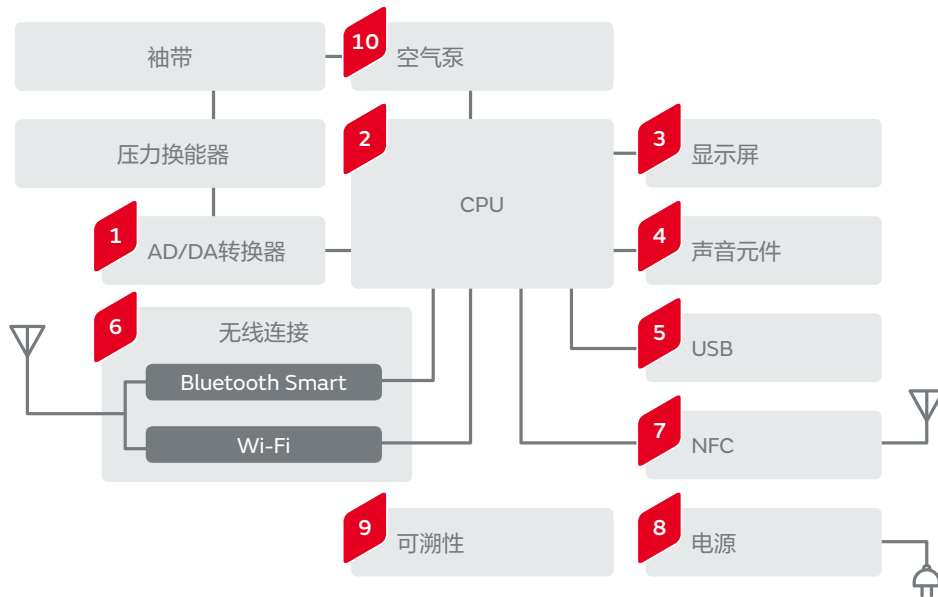 袖带
10
空气泵
压力换能器
2
CPU
3
显示屏
1
AD/DA转换器
4
声音元件
6
无线连接
5
USB
Bluetooth Smart
Wi-Fi
7
NFC
9
可溯性
8
电源